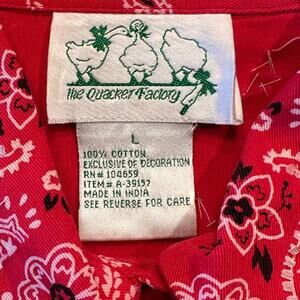 the Quacker Factory
L
100% COTTON
EXCLUSIVE OF DECORATION
RN# 104659
ITEM# A-39157
MADE IN INDIA
SEE REVERSE FOR CARE